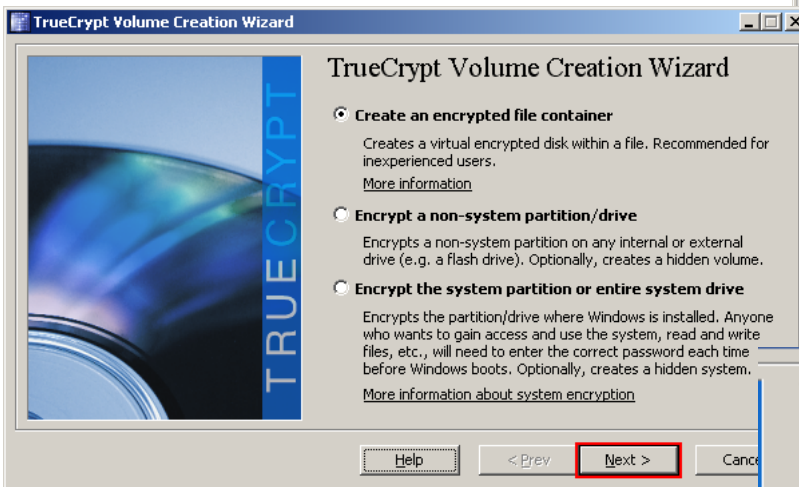 TrueCrypt Volume Creation Wizard
TRUECRYPT
TrueCrypt Volume Creation Wizard
Create an encrypted file container
Creates a virtual encrypted disk within a file. Recommended for
inexperienced users.
More information
Encrypt a non-system partition/drive
Encrypts a non-system partition on any internal or external
drive (e.g. a flash drive). Optionally, creates a hidden volume.
Encrypt the system partition or entire system drive
Encrypts the partition/drive where Windows is installed. Anyone
who wants to gain access and use the system, read and write
files, etc., will need to enter the correct password each time
before Windows boots. Optionally, creates a hidden system.
More information about system encryption
Help < Prev Next > Cance